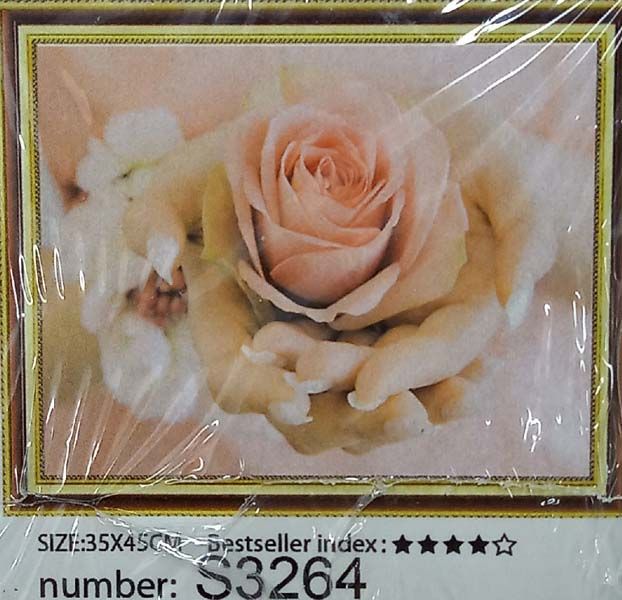 SIZE:35X45CM Bestseller index: ★★★★☆
number: S3264